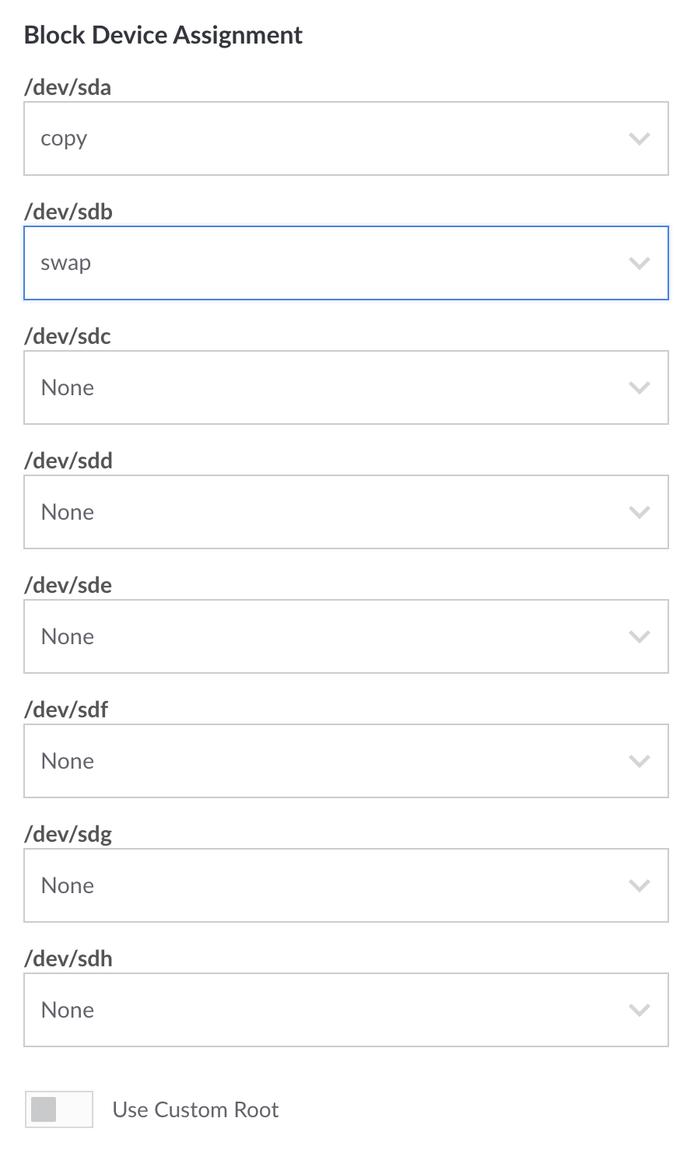 Block Device Assignment
/dev/sda
copy
/dev/sdb
swap
/dev/sdc
None
/dev/sdd
None
/dev/sde
None
/dev/sdf
None
/dev/sdg
None
/dev/sdh
None
Use Custom Root